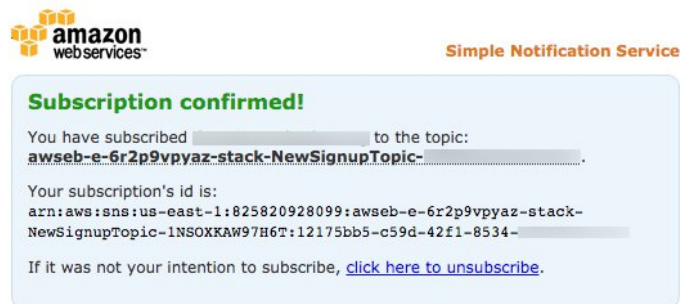 amazon
webservices™
Simple Notification Service
Subscription confirmed!
You have subscribed to the topic:
awseb-e-6r2p9vpyaz-stack-NewSignupTopic- .
Your subscription's id is:
arn:aws:sns:us-east-1:825820928099:awseb-e-6r2p9vpyaz-stack-
NewSignupTopic-1NSOXKAW97H6T:12175bb5-c59d-42f1-8534-
If it was not your intention to subscribe, click here to unsubscribe.